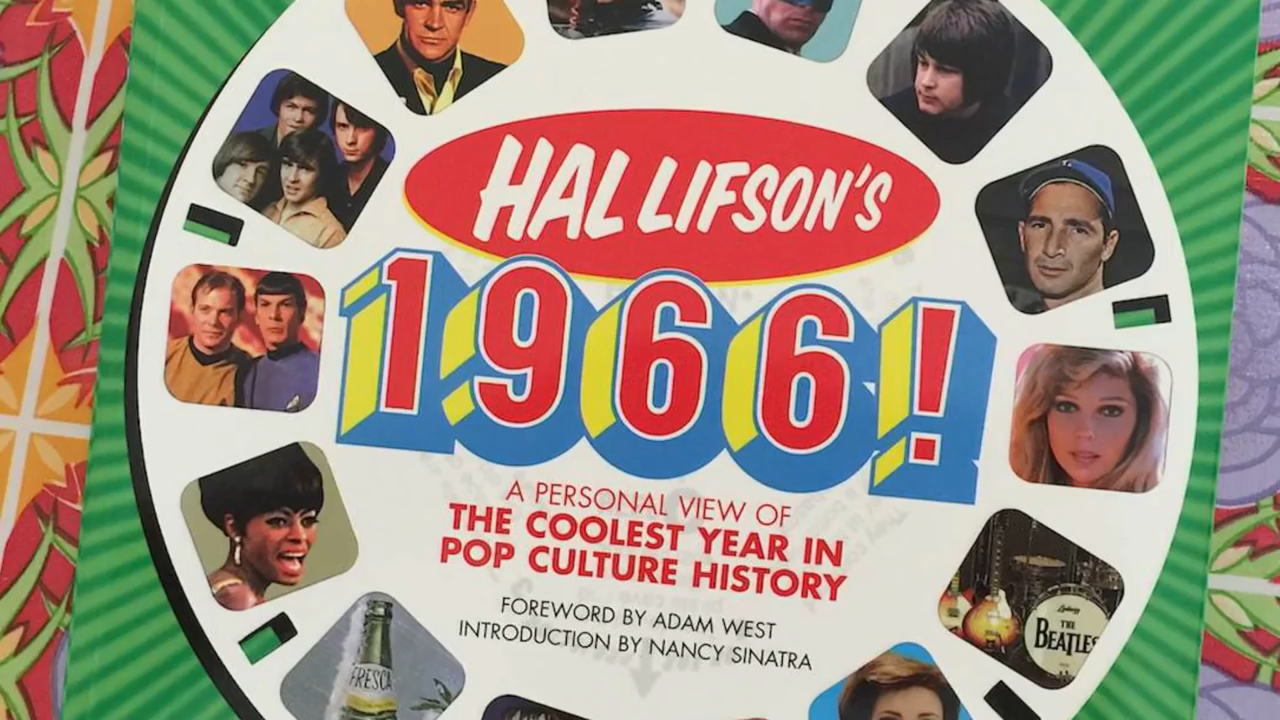 HAL LIFSON'S
1966!
A PERSONAL VIEW OF
THE COOLEST YEAR IN
POP CULTURE HISTORY
FOREWORD BY ADAM WEST
INTRODUCTION BY NANCY SINATRA
FRESCA
Ludwig
THE
BEATLES